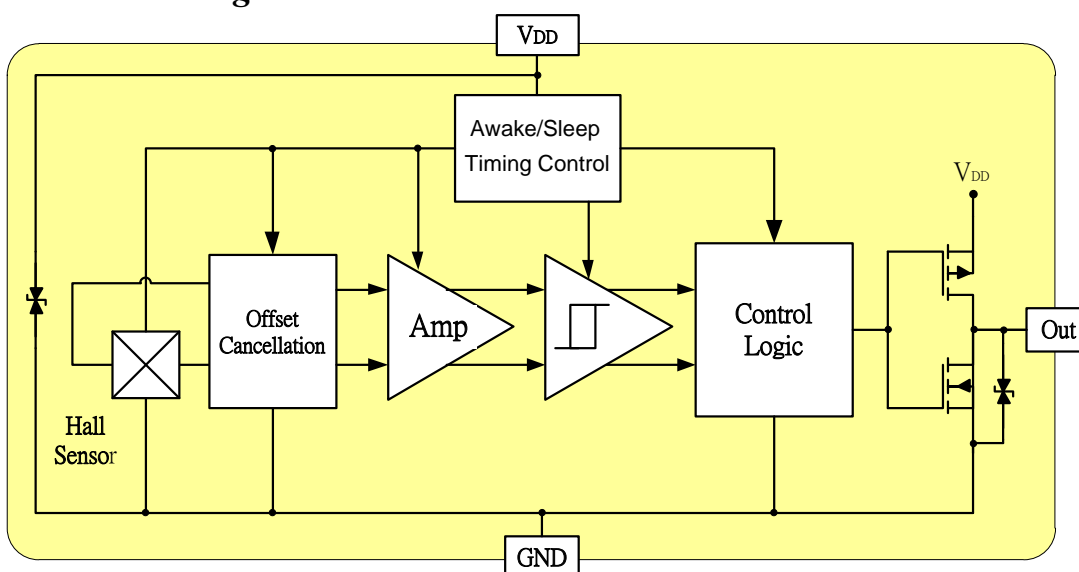 g
VDD
Awake/Sleep
Timing Control
VDD
Offset
Cancellation
Amp
Control
Logic
Out
Hall
Sensor
GND